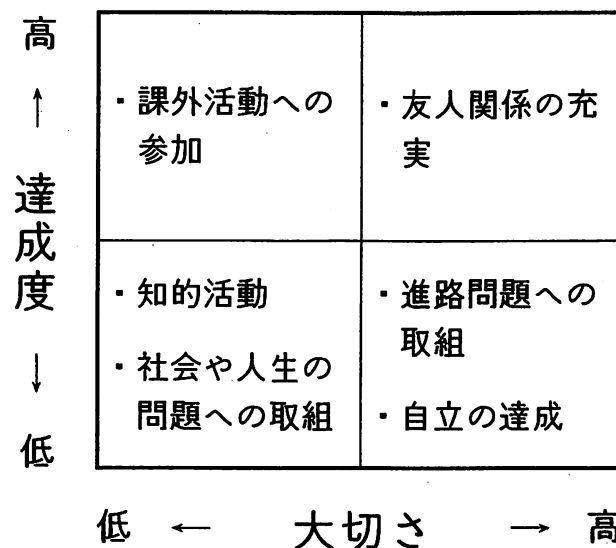 高
↑
達成度
↓
低
・課外活動への
参加
・友人関係の充
実
・知的活動
・社会や人生の
問題への取組
・進路問題への
取組
・自立の達成
低 ← 大切さ → 高